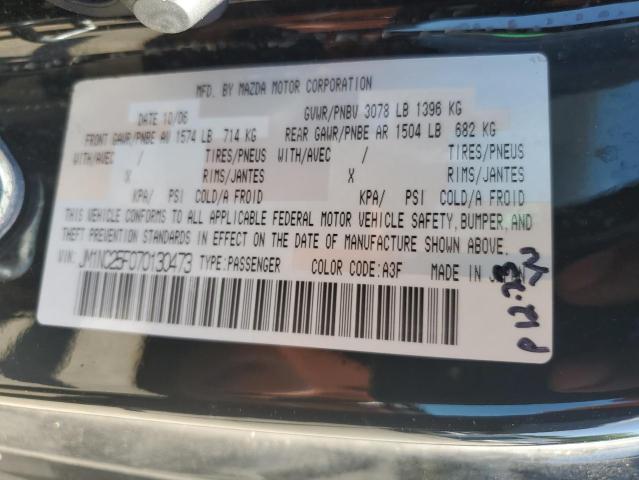 MFD. BY MAZDA MOTOR CORPORATION
DATE 10/06 GVWR/PNBV 3078 LB 1396 KG
FRONT GAWR/PNBE AV 1574 LB 714 KG REAR GAWR/PNBE AR 1504 LB 682 KG
WITH/AVEC / TIRES/PNEUS WITH/AVEC / TIRES/PNEUS
X RIMS/JANTES X RIMS/JANTES
KPA/ PSI COLD/A FROID KPA/ PSI COLD/A FROID
THIS VEHICLE CONFORMS TO ALL APPLICABLE FEDERAL MOTOR VEHICLE SAFETY, BUMPER, AND
THEFT PREVENTION STANDARDS IN EFFECT ON THE DATE OF MANUFACTURE SHOWN ABOVE.
VIN: JM1NC25F070130473 TYPE:PASSENGER COLOR CODE:A3F MADE IN JAPAN
P 12.23